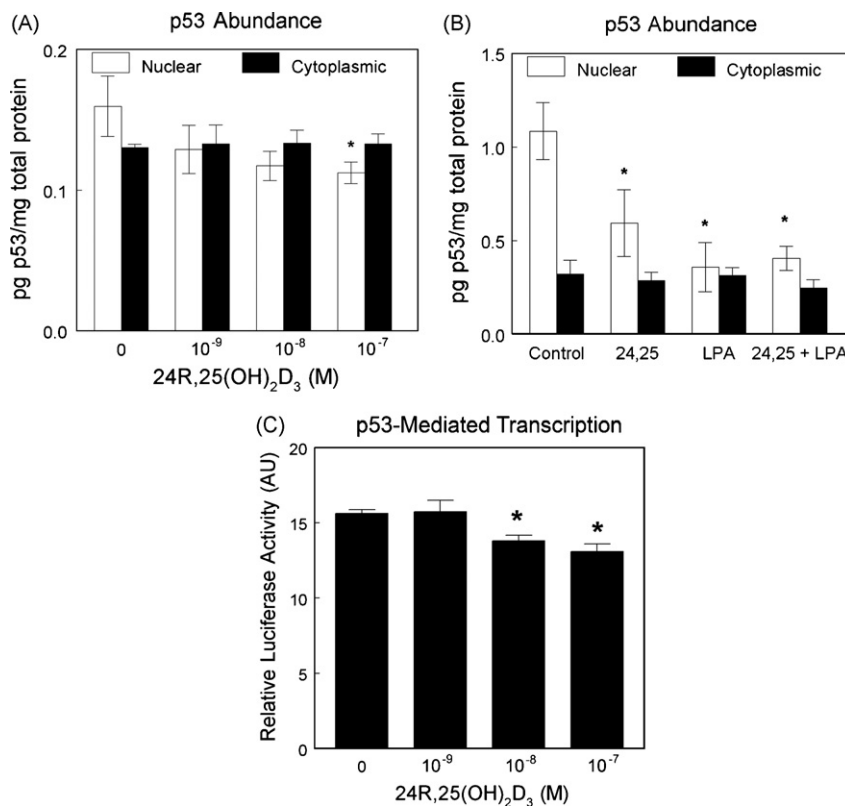 (A)
p53 Abundance
0.2
0.1
0.0
pg p53/mg total protein
Nuclear
Cytoplasmic
*
0
10-9
10-8
10-7
24R,25(OH)2D3 (M)
(B)
p53 Abundance
1.5
1.0
0.5
0.0
pg p53/mg total protein
Nuclear
Cytoplasmic
*
*
*
Control
24,25
LPA
24,25 + LPA
(C)
p53-Mediated Transcription
20
15
10
5
0
Relative Luciferase Activity (AU)
*
*
0
10-9
10-8
10-7
24R,25(OH)2D3 (M)